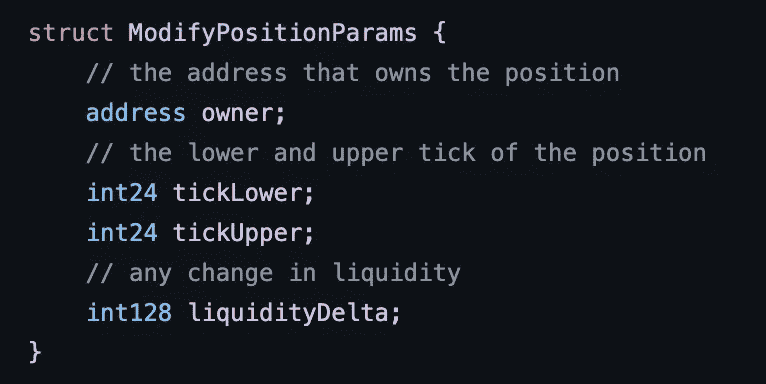 struct ModifyPositionParams {
    // the address that owns the position
    address owner;
    // the lower and upper tick of the position
    int24 tickLower;
    int24 tickUpper;
    // any change in liquidity
    int128 liquidityDelta;
}